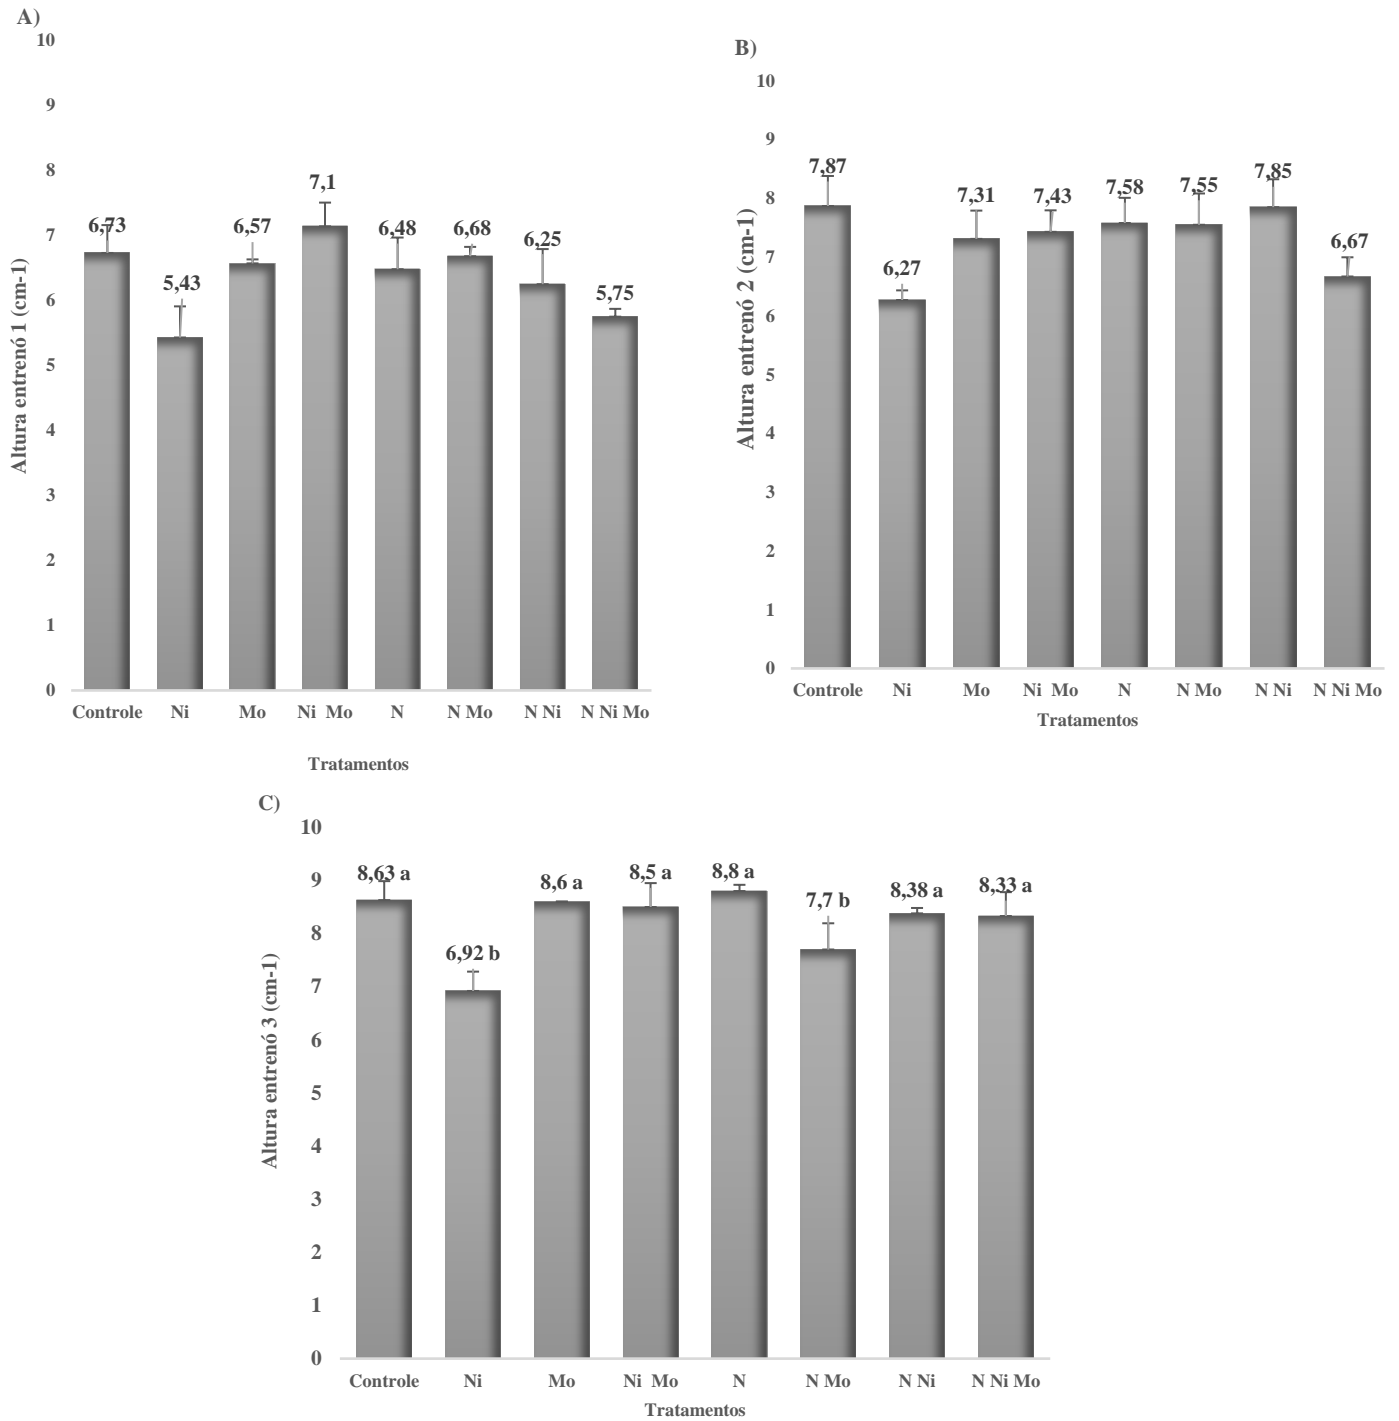 A)
10
9
8
7
6
5
4
3
2
1
0
Altura entrenó 1 (cm-1)
6,73
5,43
6,57
7,1
6,48
6,68
6,25
5,75
Controle Ni Mo Ni Mo N N Mo N Ni N Ni Mo
Tratamentos
B)
10
9
8
7
6
5
4
3
2
1
0
Altura entrenó 2 (cm-1)
7,87
6,27
7,31
7,43
7,58
7,55
7,85
6,67
Controle Ni Mo Ni Mo N N Mo N Ni N Ni Mo
Tratamentos
C)
10
9
8
7
6
5
4
3
2
1
0
Altura entrenó 3 (cm-1)
8,63 a
6,92 b
8,6 a
8,5 a
8,8 a
7,7 b
8,38 a
8,33 a
Controle Ni Mo Ni Mo N N Mo N Ni N Ni Mo
Tratamentos